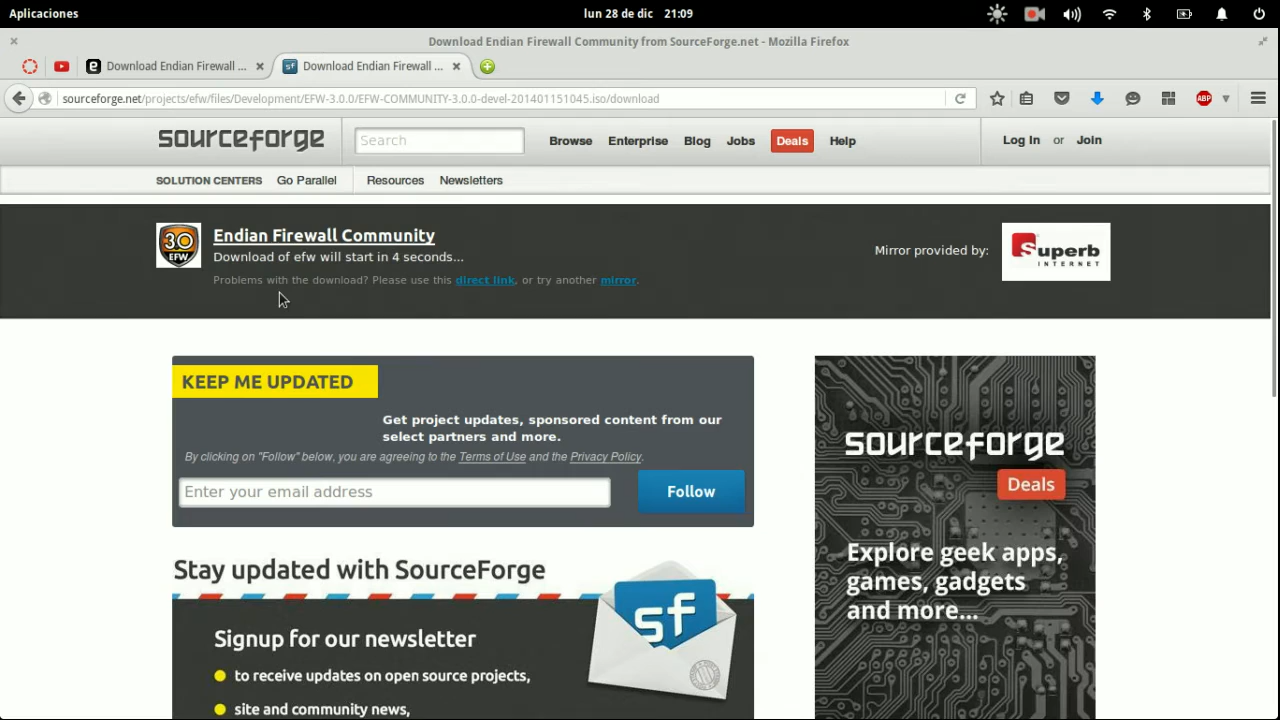 Aplicaciones
lun 28 de dic 21:09
Download Endian Firewall Community from SourceForge.net - Mozilla Firefox
Download Endian Firewall ...
Download Endian Firewall ...
sourceforge.net/projects/efw/files/Development/EFW-3.0.0/EFW-COMMUNITY-3.0.0-devel-201401151045.iso/download
ABP
sourceforge
Search
Browse Enterprise Blog Jobs Deals Help
Log In or Join
SOLUTION CENTERS Go Parallel Resources Newsletters
30
EFW
Endian Firewall Community
Download of efw will start in 4 seconds...
Problems with the download? Please use this direct link, or try another mirror.
Mirror provided by:
Superb
INTERNET
KEEP ME UPDATED
Get project updates, sponsored content from our
select partners and more.
By clicking on "Follow" below, you are agreeing to the Terms of Use and the Privacy Policy.
Enter your email address
Follow
Stay updated with SourceForge
sf
Signup for our newsletter
to receive updates on open source projects,
site and community news,
sourceforge
Deals
Explore geek apps,
games, gadgets
and more...